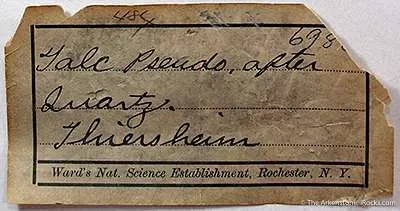 484
698
Talc Pseudo. after
Quartz.
Thiersheim
Ward's Nat. Science Establishment, Rochester, N. Y.
© The Arkenstone, iRocks.com